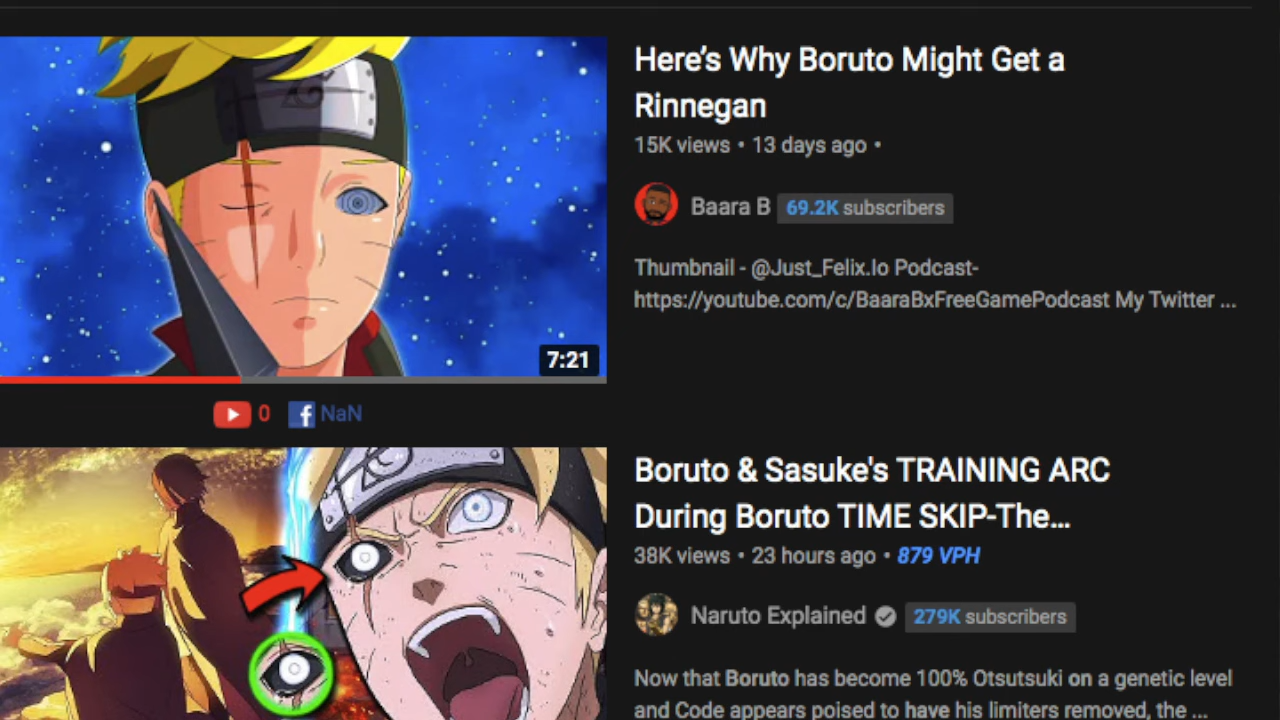 Here’s Why Boruto Might Get a
Rinnegan
15K views • 13 days ago •
Baara B 69.2K subscribers
Thumbnail - @Just_Felix.Io Podcast-
https://youtube.com/c/BaaraBxFreeGamePodcast My Twitter ...
7:21
0 f NaN
Boruto & Sasuke's TRAINING ARC
During Boruto TIME SKIP-The...
38K views • 23 hours ago • 879 VPH
Naruto Explained 279K subscribers
Now that Boruto has become 100% Otsutsuki on a genetic level
and Code appears poised to have his limiters removed, the ...